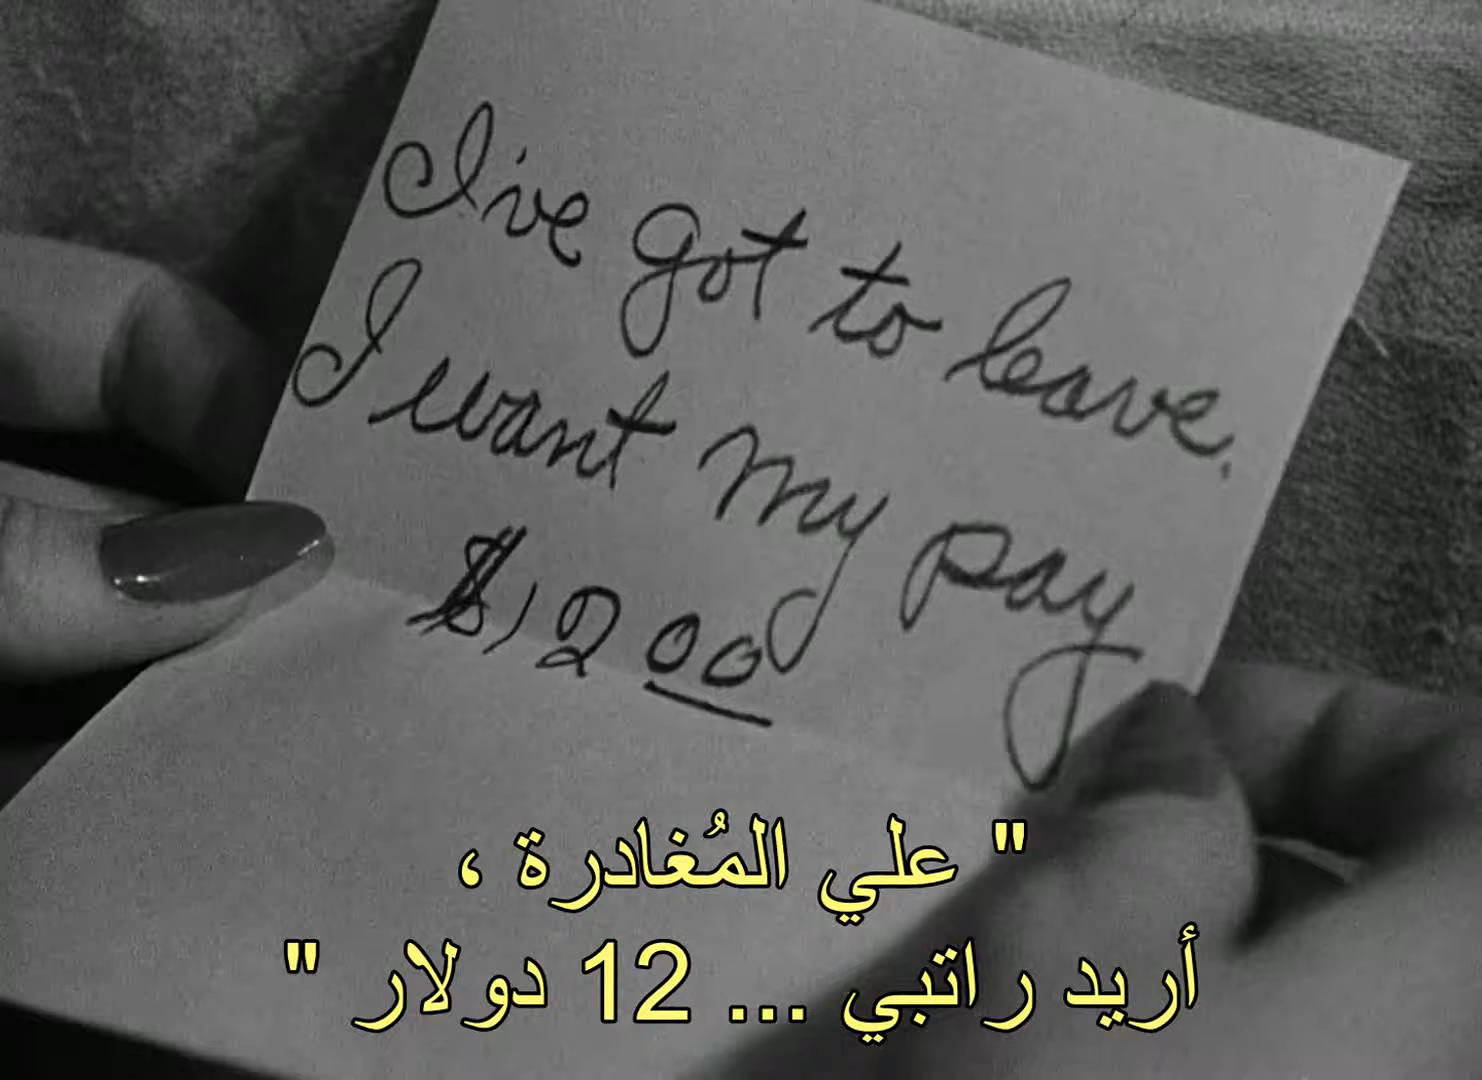 I've got to leave.
I want my pay
$12 00
" علي المُغادرة ،
أريد راتبي ... 12 دولار "